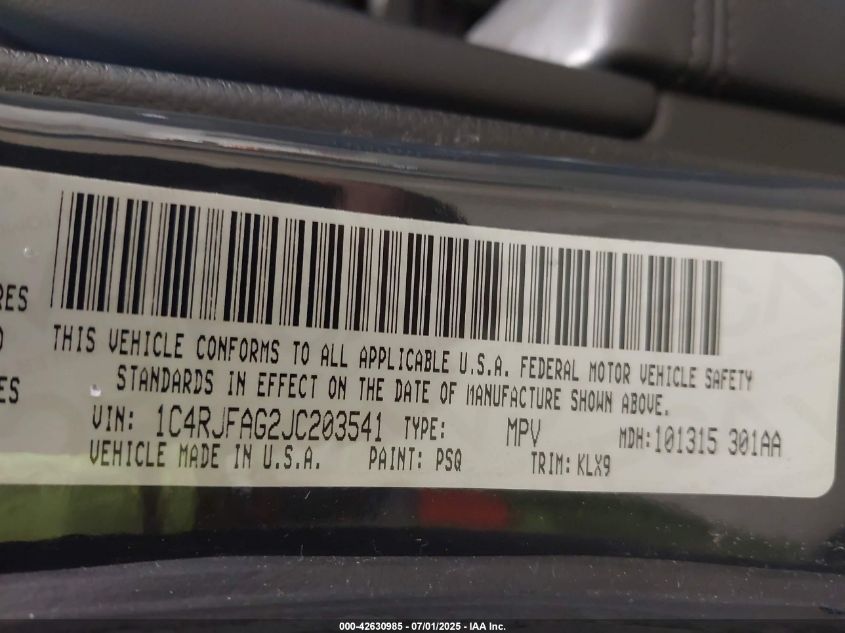 RES
ES
THIS VEHICLE CONFORMS TO ALL APPLICABLE U.S.A. FEDERAL MOTOR VEHICLE SAFETY
STANDARDS IN EFFECT ON THE DATE OF MANUFACTURE SHOWN ABOVE.
VIN: 1C4RJFAG2JC203541 TYPE: MPV MDH:101315 301AA
VEHICLE MADE IN U.S.A. PAINT: PSQ TRIM: KLX9
000-42630985 - 07/01/2025 - IAA Inc.